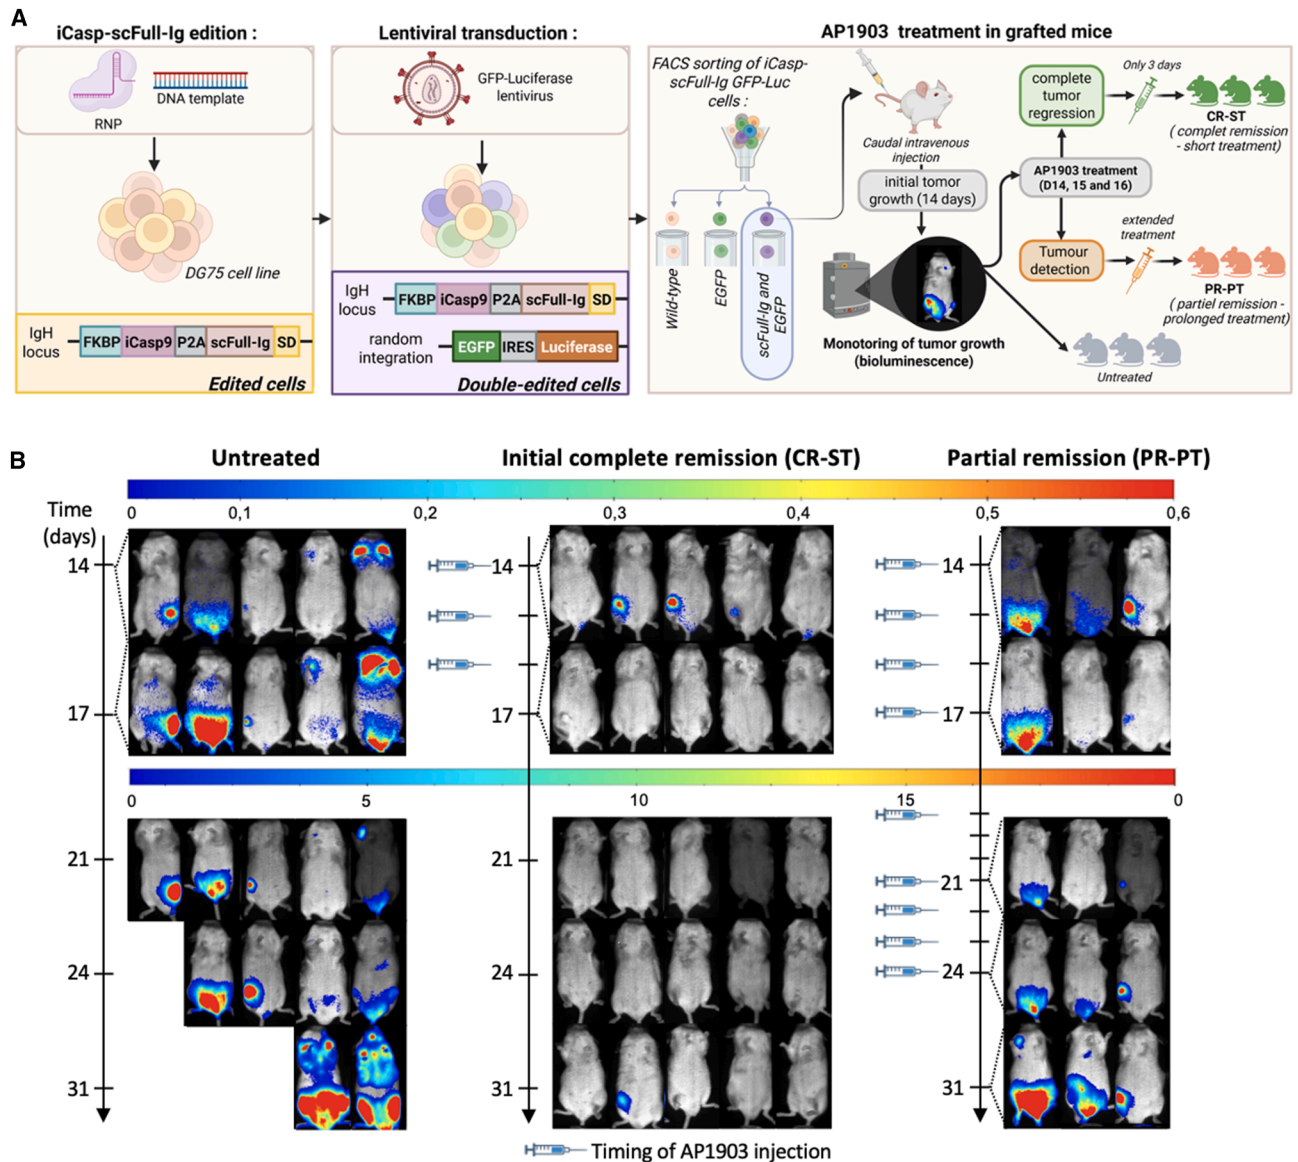 A
iCasp-scFull-Ig edition :
RNP
DNA template
DG75 cell line
IgH
locus
FKBP iCasp9 P2A scFull-Ig SD
Edited cells
Lentiviral transduction :
GFP-Luciferase
lentivirus
IgH
locus
FKBP iCasp9 P2A scFull-Ig SD
random
integration
EGFP IRES Luciferase
Double-edited cells
AP1903 treatment in grafted mice
FACS sorting of iCasp-
scFull-Ig GFP-Luc
cells :
Wild-type
EGFP
scFull-Ig and
EGFP
Caudal intravenous
injection
initial tomor
growth (14 days)
Monotoring of tumor growth
(bioluminescence)
complete
tumor
regression
Only 3 days
CR-ST
( complet remission
- short treatment)
AP1903 treatment
(D14, 15 and 16)
Tumour
detection
extended
treatment
PR-PT
( partiel remission -
prolonged treatment)
Untreated
B
Untreated
Initial complete remission (CR-ST)
Partial remission (PR-PT)
Time
(days)
0 0,1 0,2 0,3 0,4 0,5 0,6
14 14 14
17 17 17
0 5 10 15 0
21 21 21
24 24 24
31 31 31
Timing of AP1903 injection